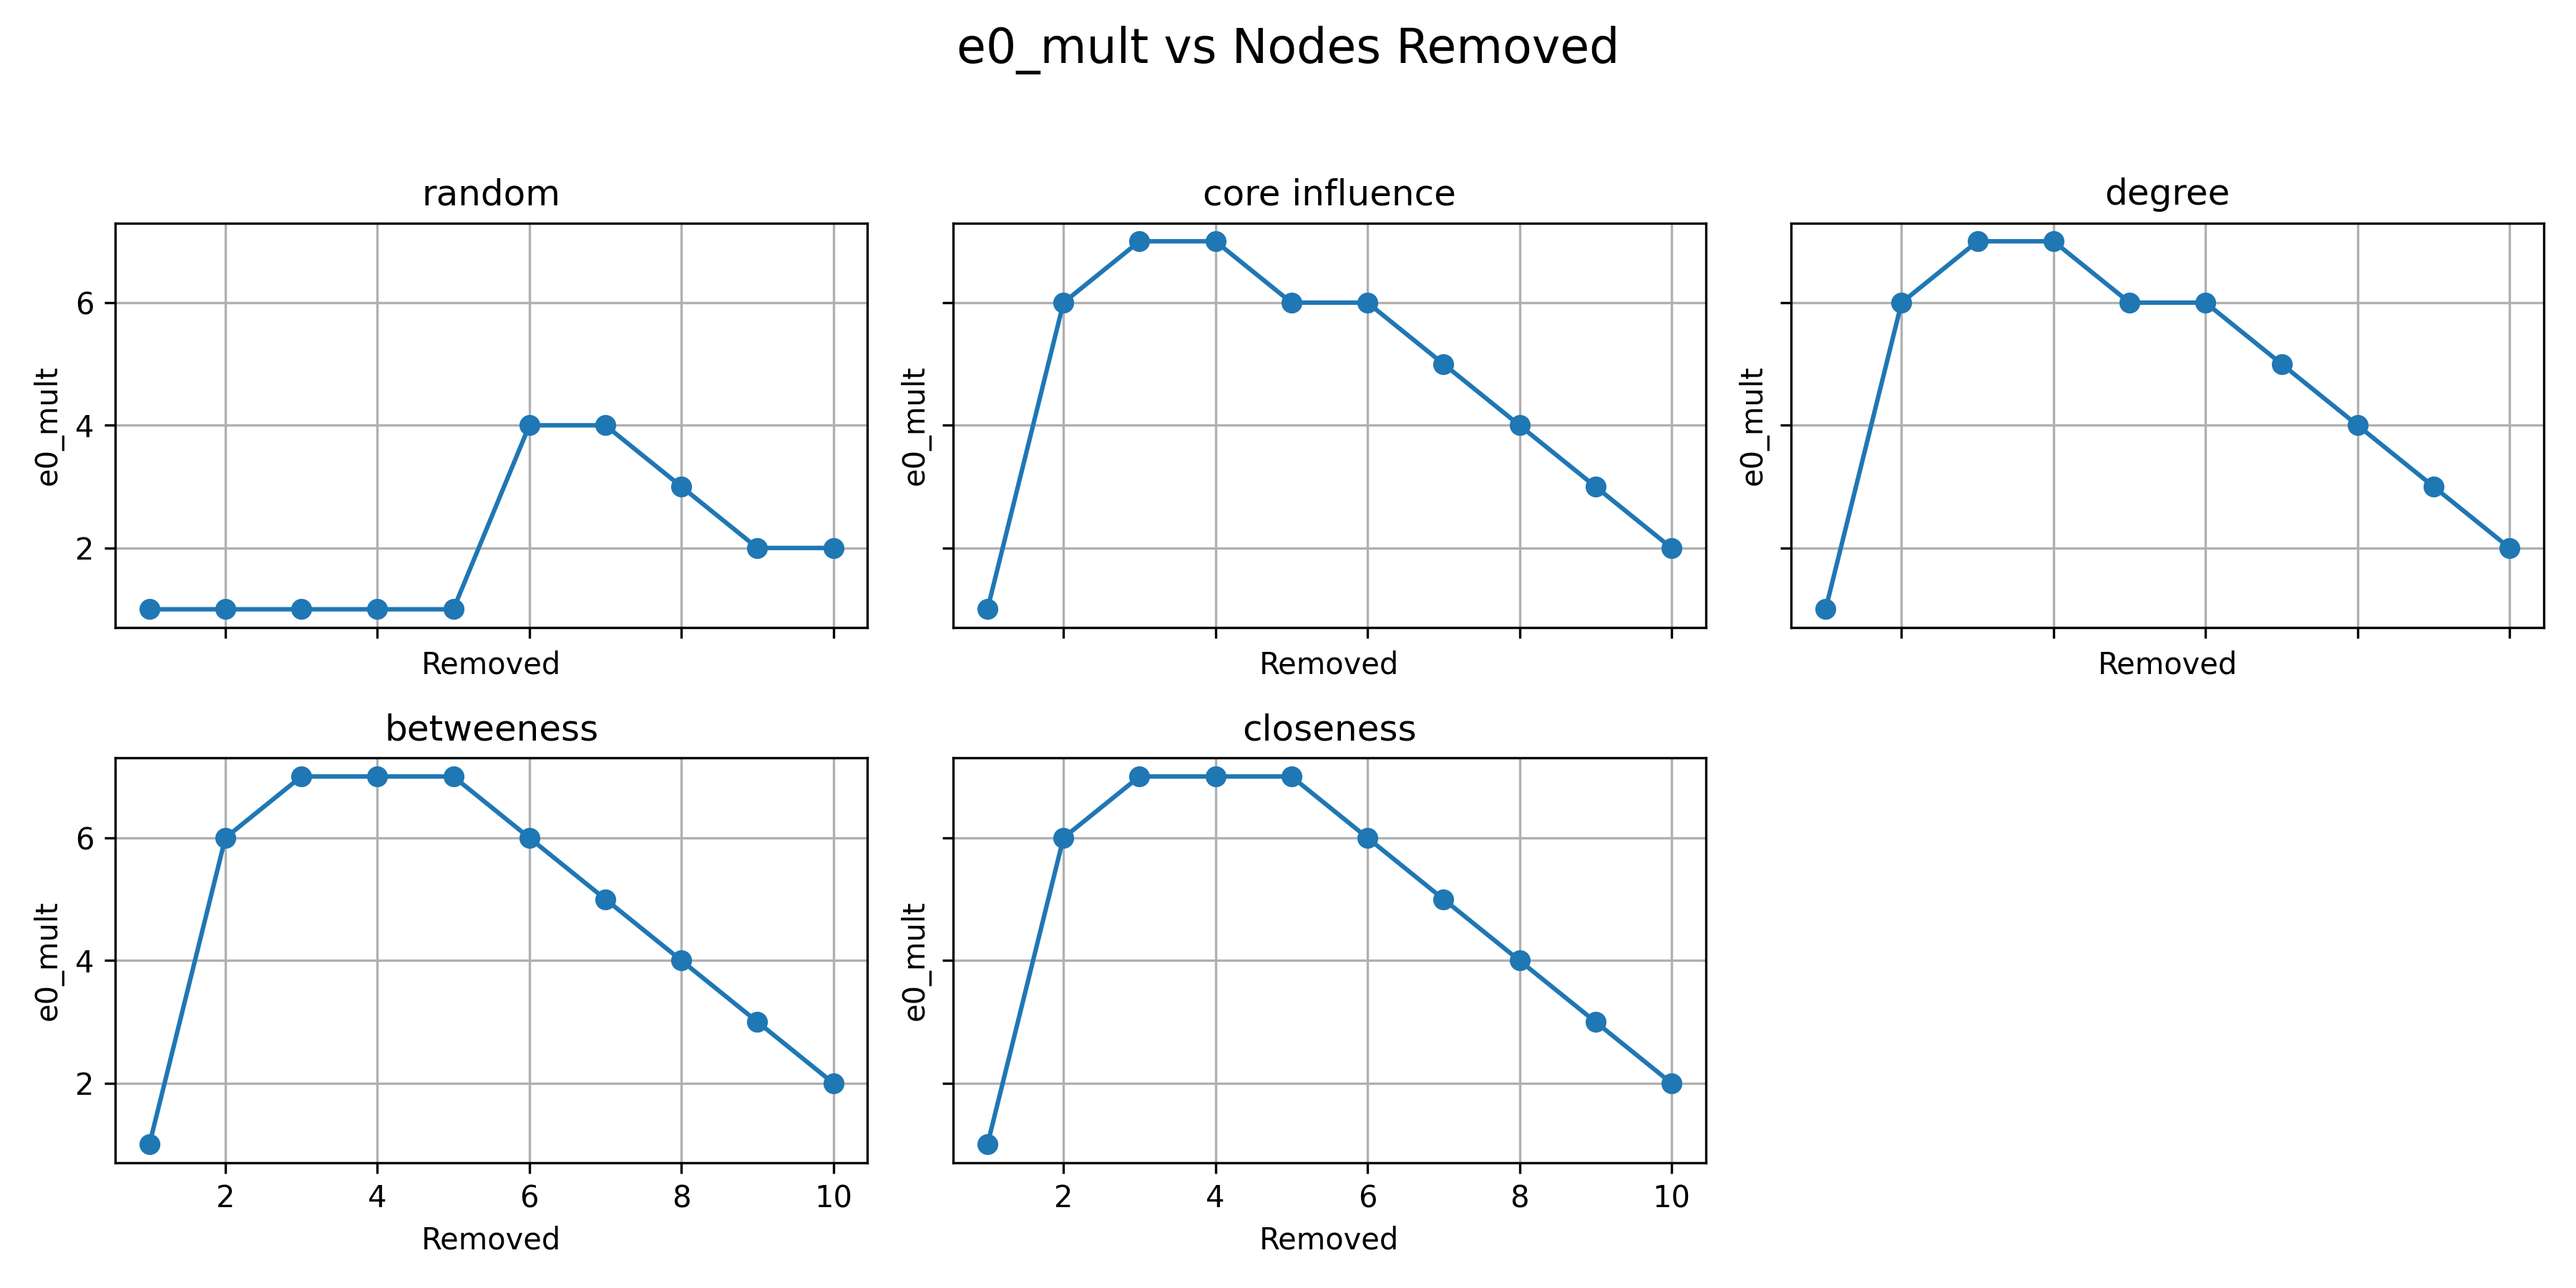 e0_mult vs Nodes Removed
random
core influence
degree
6
4
2
e0_mult
e0_mult
e0_mult
Removed
Removed
Removed
betweeness
closeness
6
4
2
e0_mult
e0_mult
2 4 6 8 10
2 4 6 8 10
Removed
Removed